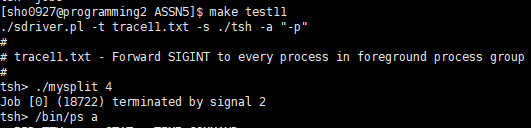 [sho0927@programming2 ASSN5]$ make test11
./sdriver.pl -t trace11.txt -s ./tsh -a "-p"
#
# trace11.txt - Forward SIGINT to every process in foreground process group
#
tsh> ./mysplit 4
Job [0] (18722) terminated by signal 2
tsh> /bin/ps a